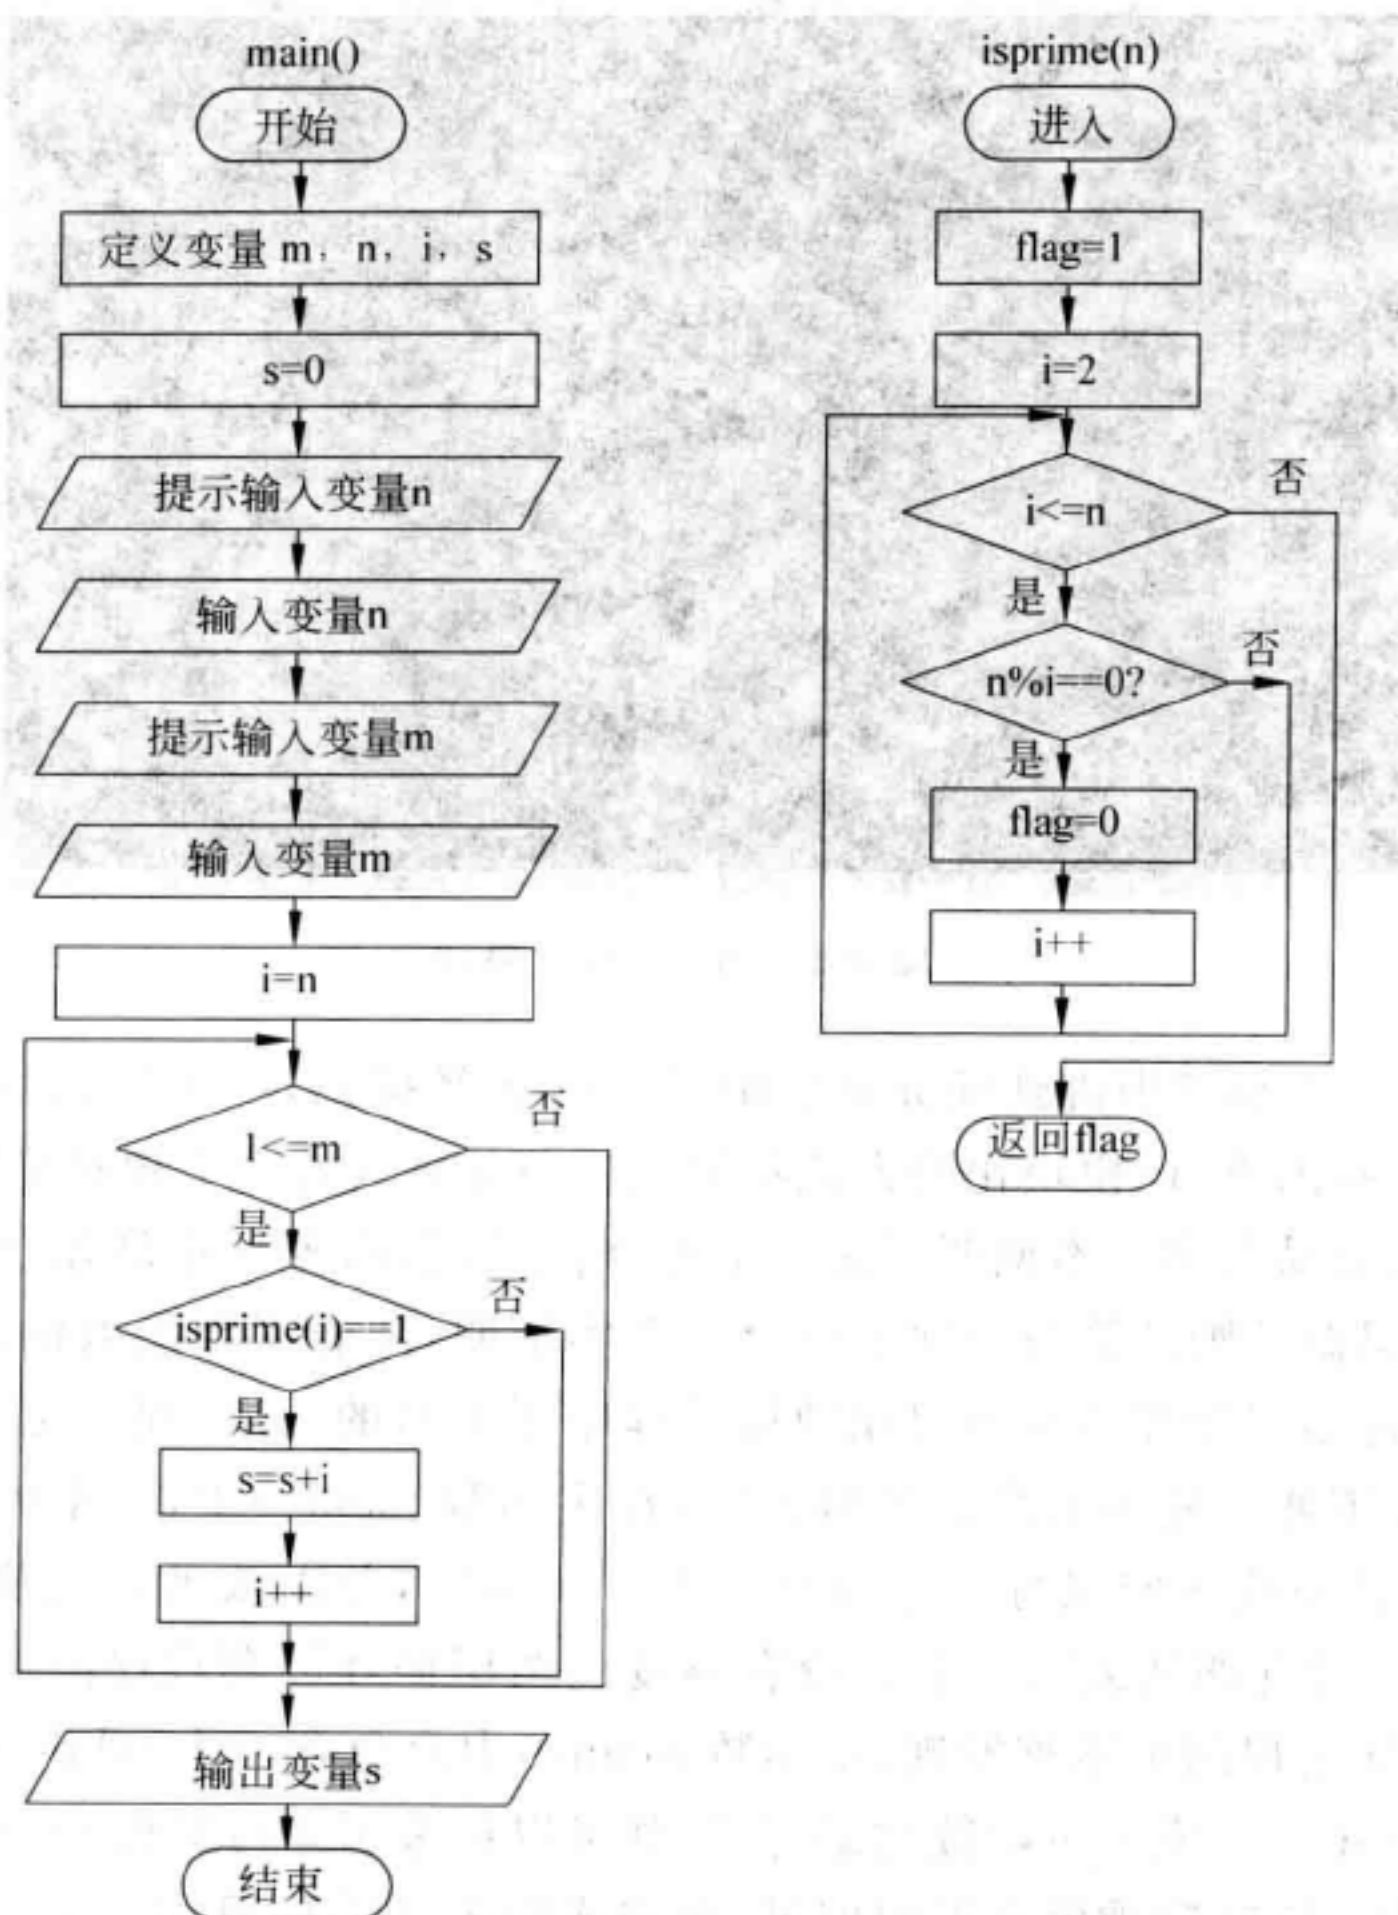 main()
开始
定义变量 m, n, i, s
s=0
提示输入变量n
输入变量n
提示输入变量m
输入变量m
i=n
l<=m
否
是
isprime(i)==1
否
是
s=s+i
i++
输出变量s
结束
isprime(n)
进入
flag=1
i=2
i<=n
否
是
n%i==0?
否
是
flag=0
i++
返回flag